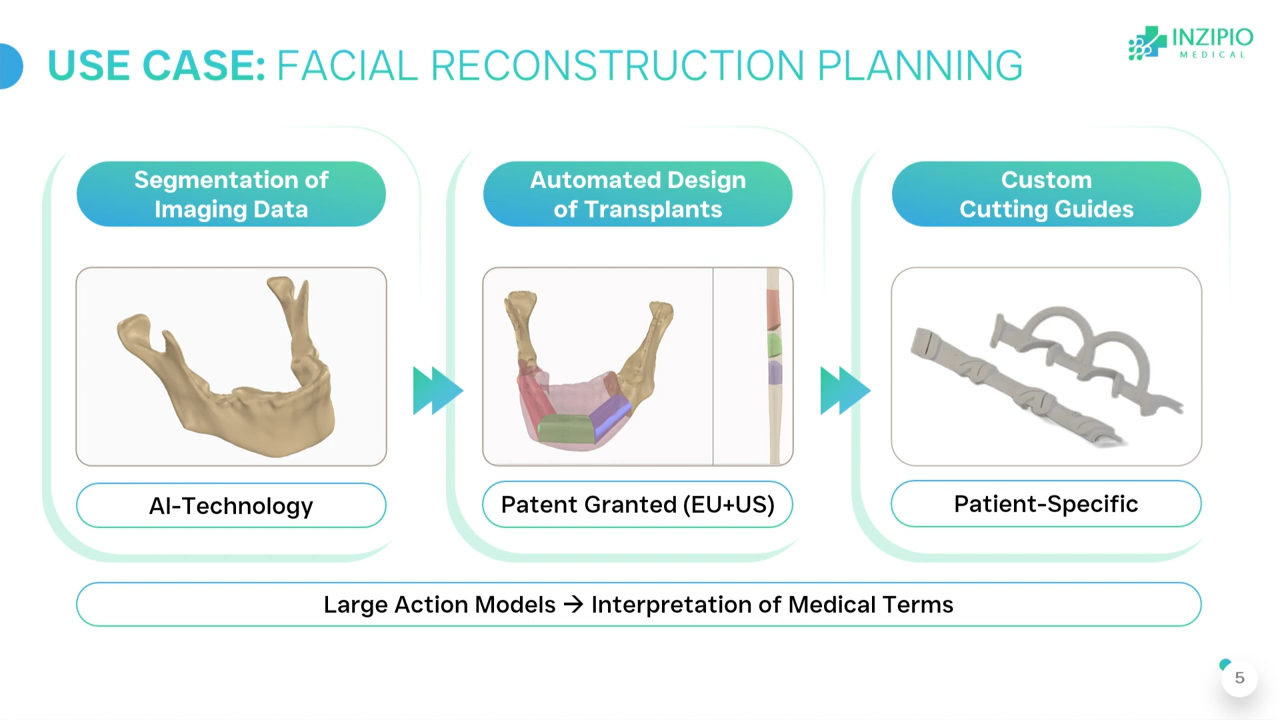 USE CASE: FACIAL RECONSTRUCTION PLANNING
INZIPIO
MEDICAL
Segmentation of
Imaging Data
AI-Technology
Automated Design
of Transplants
Patent Granted (EU+US)
Custom
Cutting Guides
Patient-Specific
Large Action Models → Interpretation of Medical Terms
5